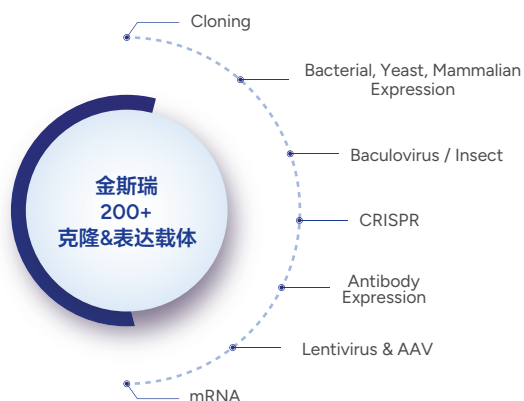 Cloning
Bacterial, Yeast, Mammalian
Expression
Baculovirus / Insect
金斯瑞
200+
克隆&表达载体
CRISPR
Antibody
Expression
Lentivirus & AAV
mRNA